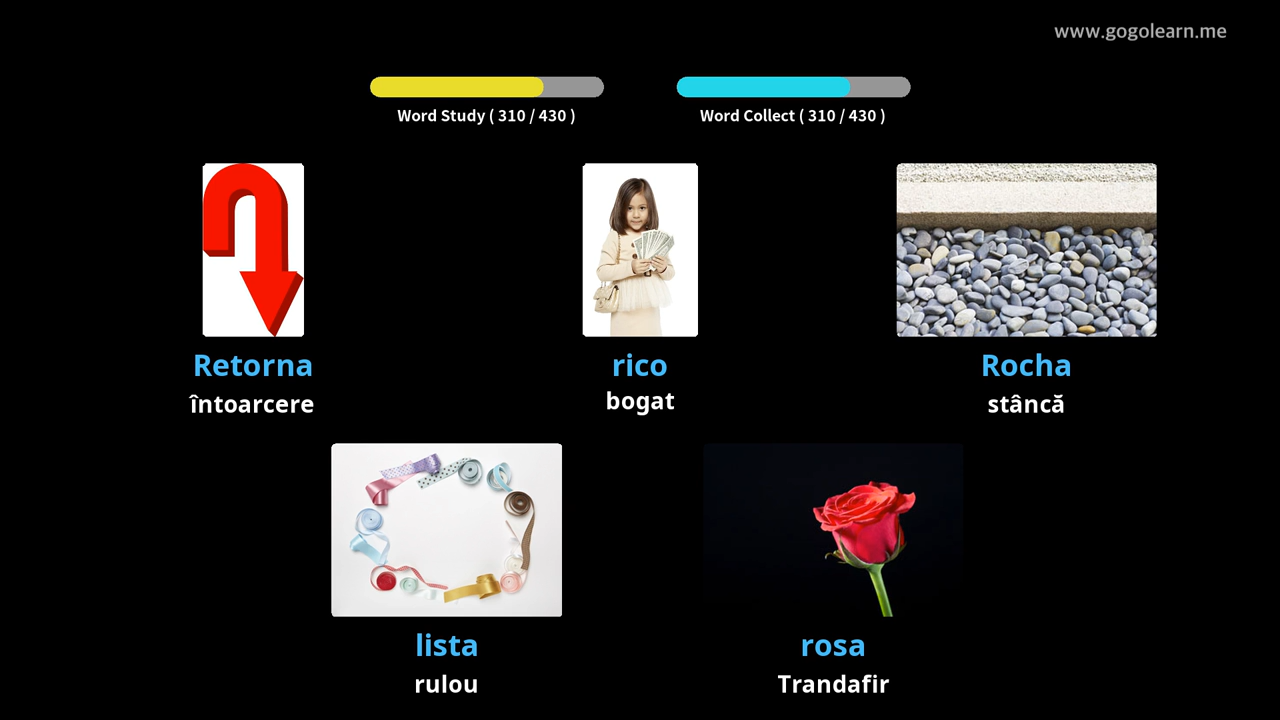 www.gogolearn.me
Word Study ( 310 / 430 )
Word Collect ( 310 / 430 )
Retorna
întoarcere
rico
bogat
Rocha
stâncă
lista
rulou
rosa
Trandafir